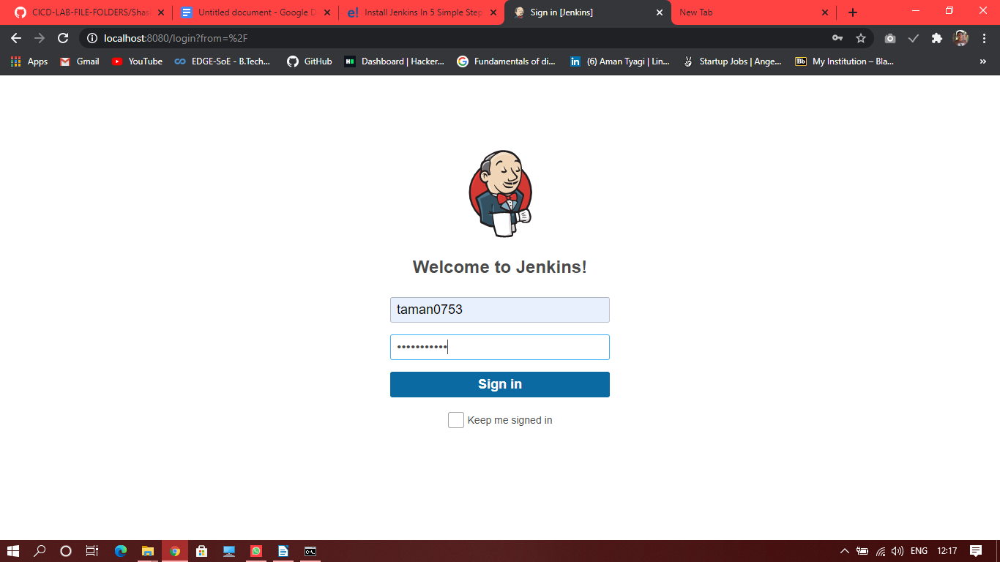 CICD-LAB-FILE-FOLDERS/Shas
Untitled document - Google D
e! Install Jenkins In 5 Simple Step
Sign in [Jenkins]
New Tab
localhost:8080/login?from=%2F
Apps
Gmail
YouTube
EDGE-SoE - B.Tech...
GitHub
Dashboard | Hacker...
Fundamentals of di...
in (6) Aman Tyagi | Lin...
Startup Jobs | Ange...
Bb My Institution – Bla...
»
Welcome to Jenkins!
taman0753
•••••••••••
Sign in
Keep me signed in
ENG
12:17